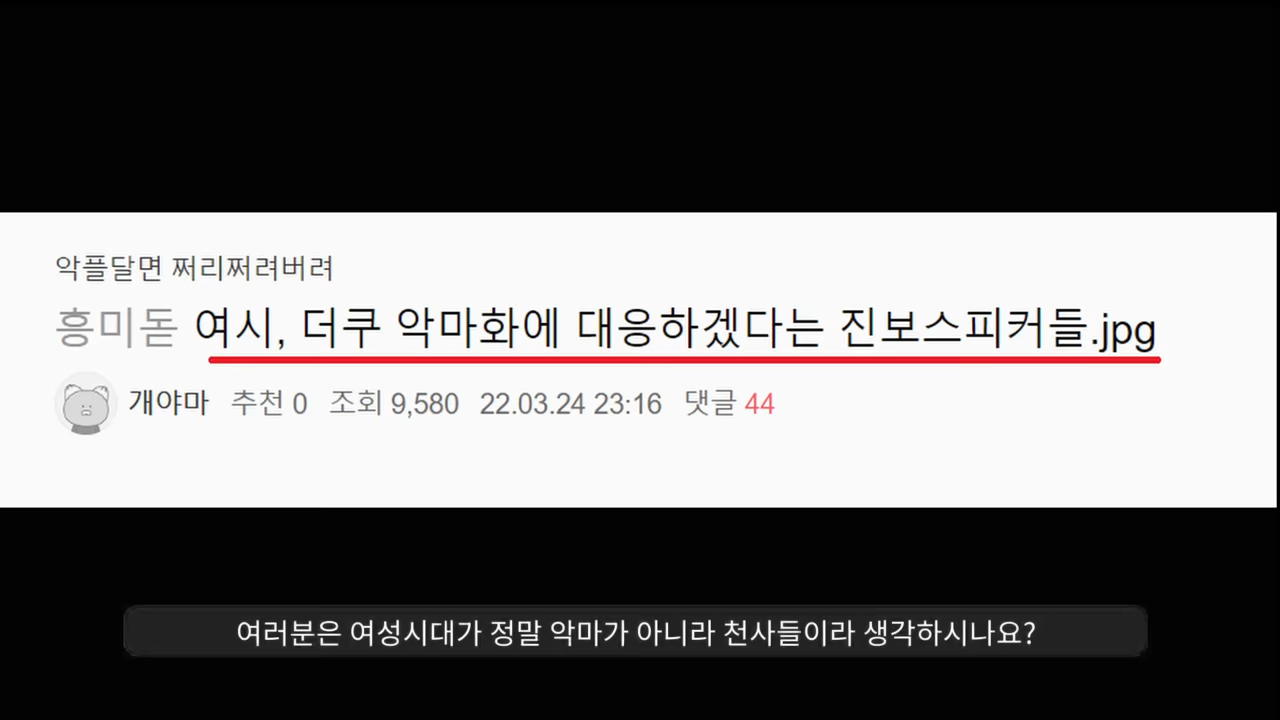 악플달면 쩌리쩌려버려
흥미돋 여시, 더쿠 악마화에 대응하겠다는 진보스피커들.jpg
개야마 추천 0 조회 9,580 22.03.24 23:16 댓글 44
여러분은 여성시대가 정말 악마가 아니라 천사들이라 생각하시나요?